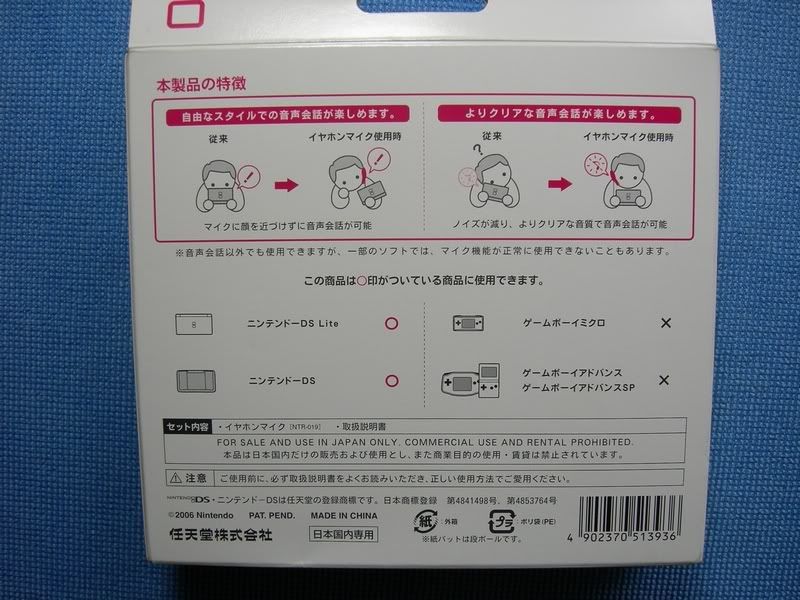 本製品の特徴
自由なスタイルでの音声会話が楽しめます。
従来
イヤホンマイク使用時
マイクに顔を近づけずに音声会話が可能
よりクリアな音声会話が楽しめます。
従来
イヤホンマイク使用時
?
ノイズが減り、よりクリアな音質で音声会話が可能
※音声会話以外でも使用できますが、一部のソフトでは、マイク機能が正常に使用できないこともあります。
この商品は○印がついている商品に使用できます。
ニンテンドーDS Lite ○
ゲームボーイミクロ ×
ニンテンドーDS ○
ゲームボーイアドバンス
ゲームボーイアドバンスSP ×
セット内容 ・イヤホンマイク [NTR-019] ・取扱説明書
FOR SALE AND USE IN JAPAN ONLY. COMMERCIAL USE AND RENTAL PROHIBITED.
本品は日本国内だけの販売および使用とし、また商業目的の使用・賃貸は禁止されています。
注意 ご使用前に、必ず取扱説明書をよくお読みいただき、正しい使用方法でご愛用ください。
NINTENDO DS・ニンテンドーDSは任天堂の登録商標です。日本商標登録 第4841498号、第4853764号
©2006 Nintendo PAT. PEND. MADE IN CHINA
任天堂株式会社 日本国内専用
紙 :外箱
プラ :ポリ袋(PE)
※紙パットは段ボールです。
4 902370 513936